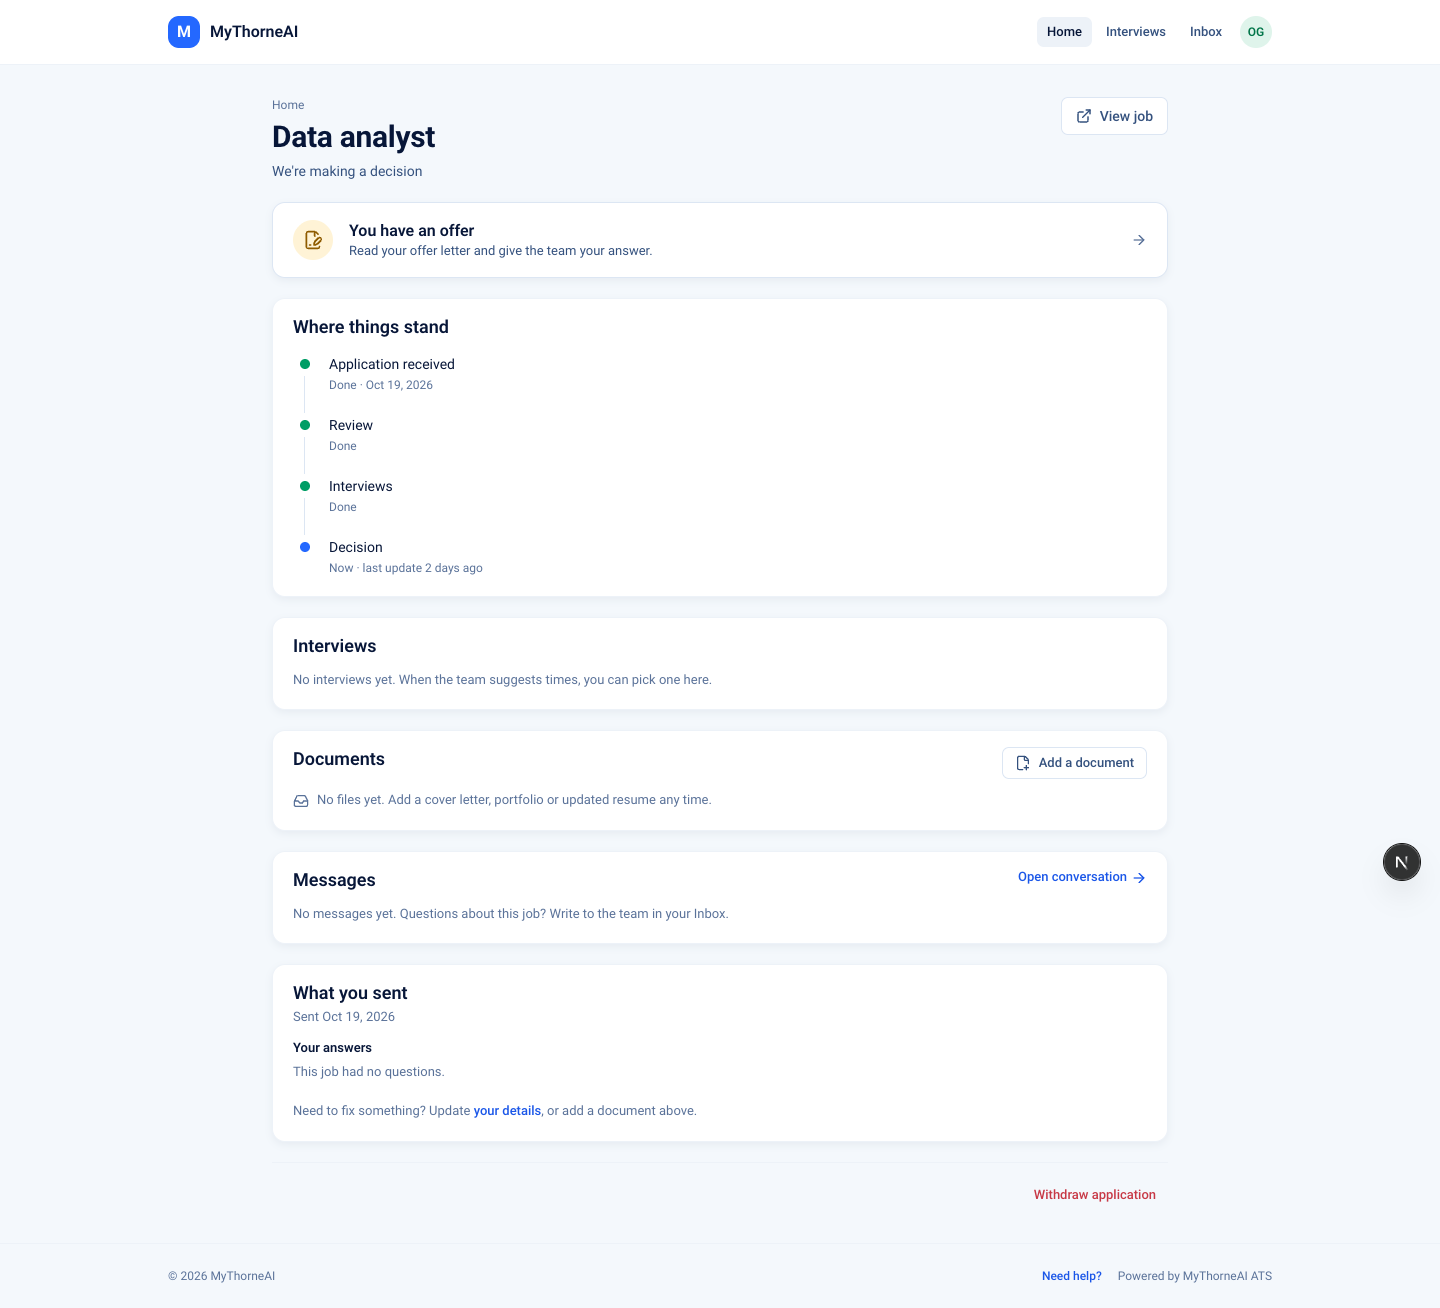 M
MyThorneAI
Home
Interviews
Inbox
OG
Home
Data analyst
We're making a decision
View job
You have an offer
Read your offer letter and give the team your answer.
Where things stand
Application received
Done · Oct 19, 2026
Review
Done
Interviews
Done
Decision
Now · last update 2 days ago
Interviews
No interviews yet. When the team suggests times, you can pick one here.
Documents
Add a document
No files yet. Add a cover letter, portfolio or updated resume any time.
Messages
Open conversation
No messages yet. Questions about this job? Write to the team in your Inbox.
What you sent
Sent Oct 19, 2026
Your answers
This job had no questions.
Need to fix something? Update your details, or add a document above.
Withdraw application
© 2026 MyThorneAI
Need help?
Powered by MyThorneAI ATS
N